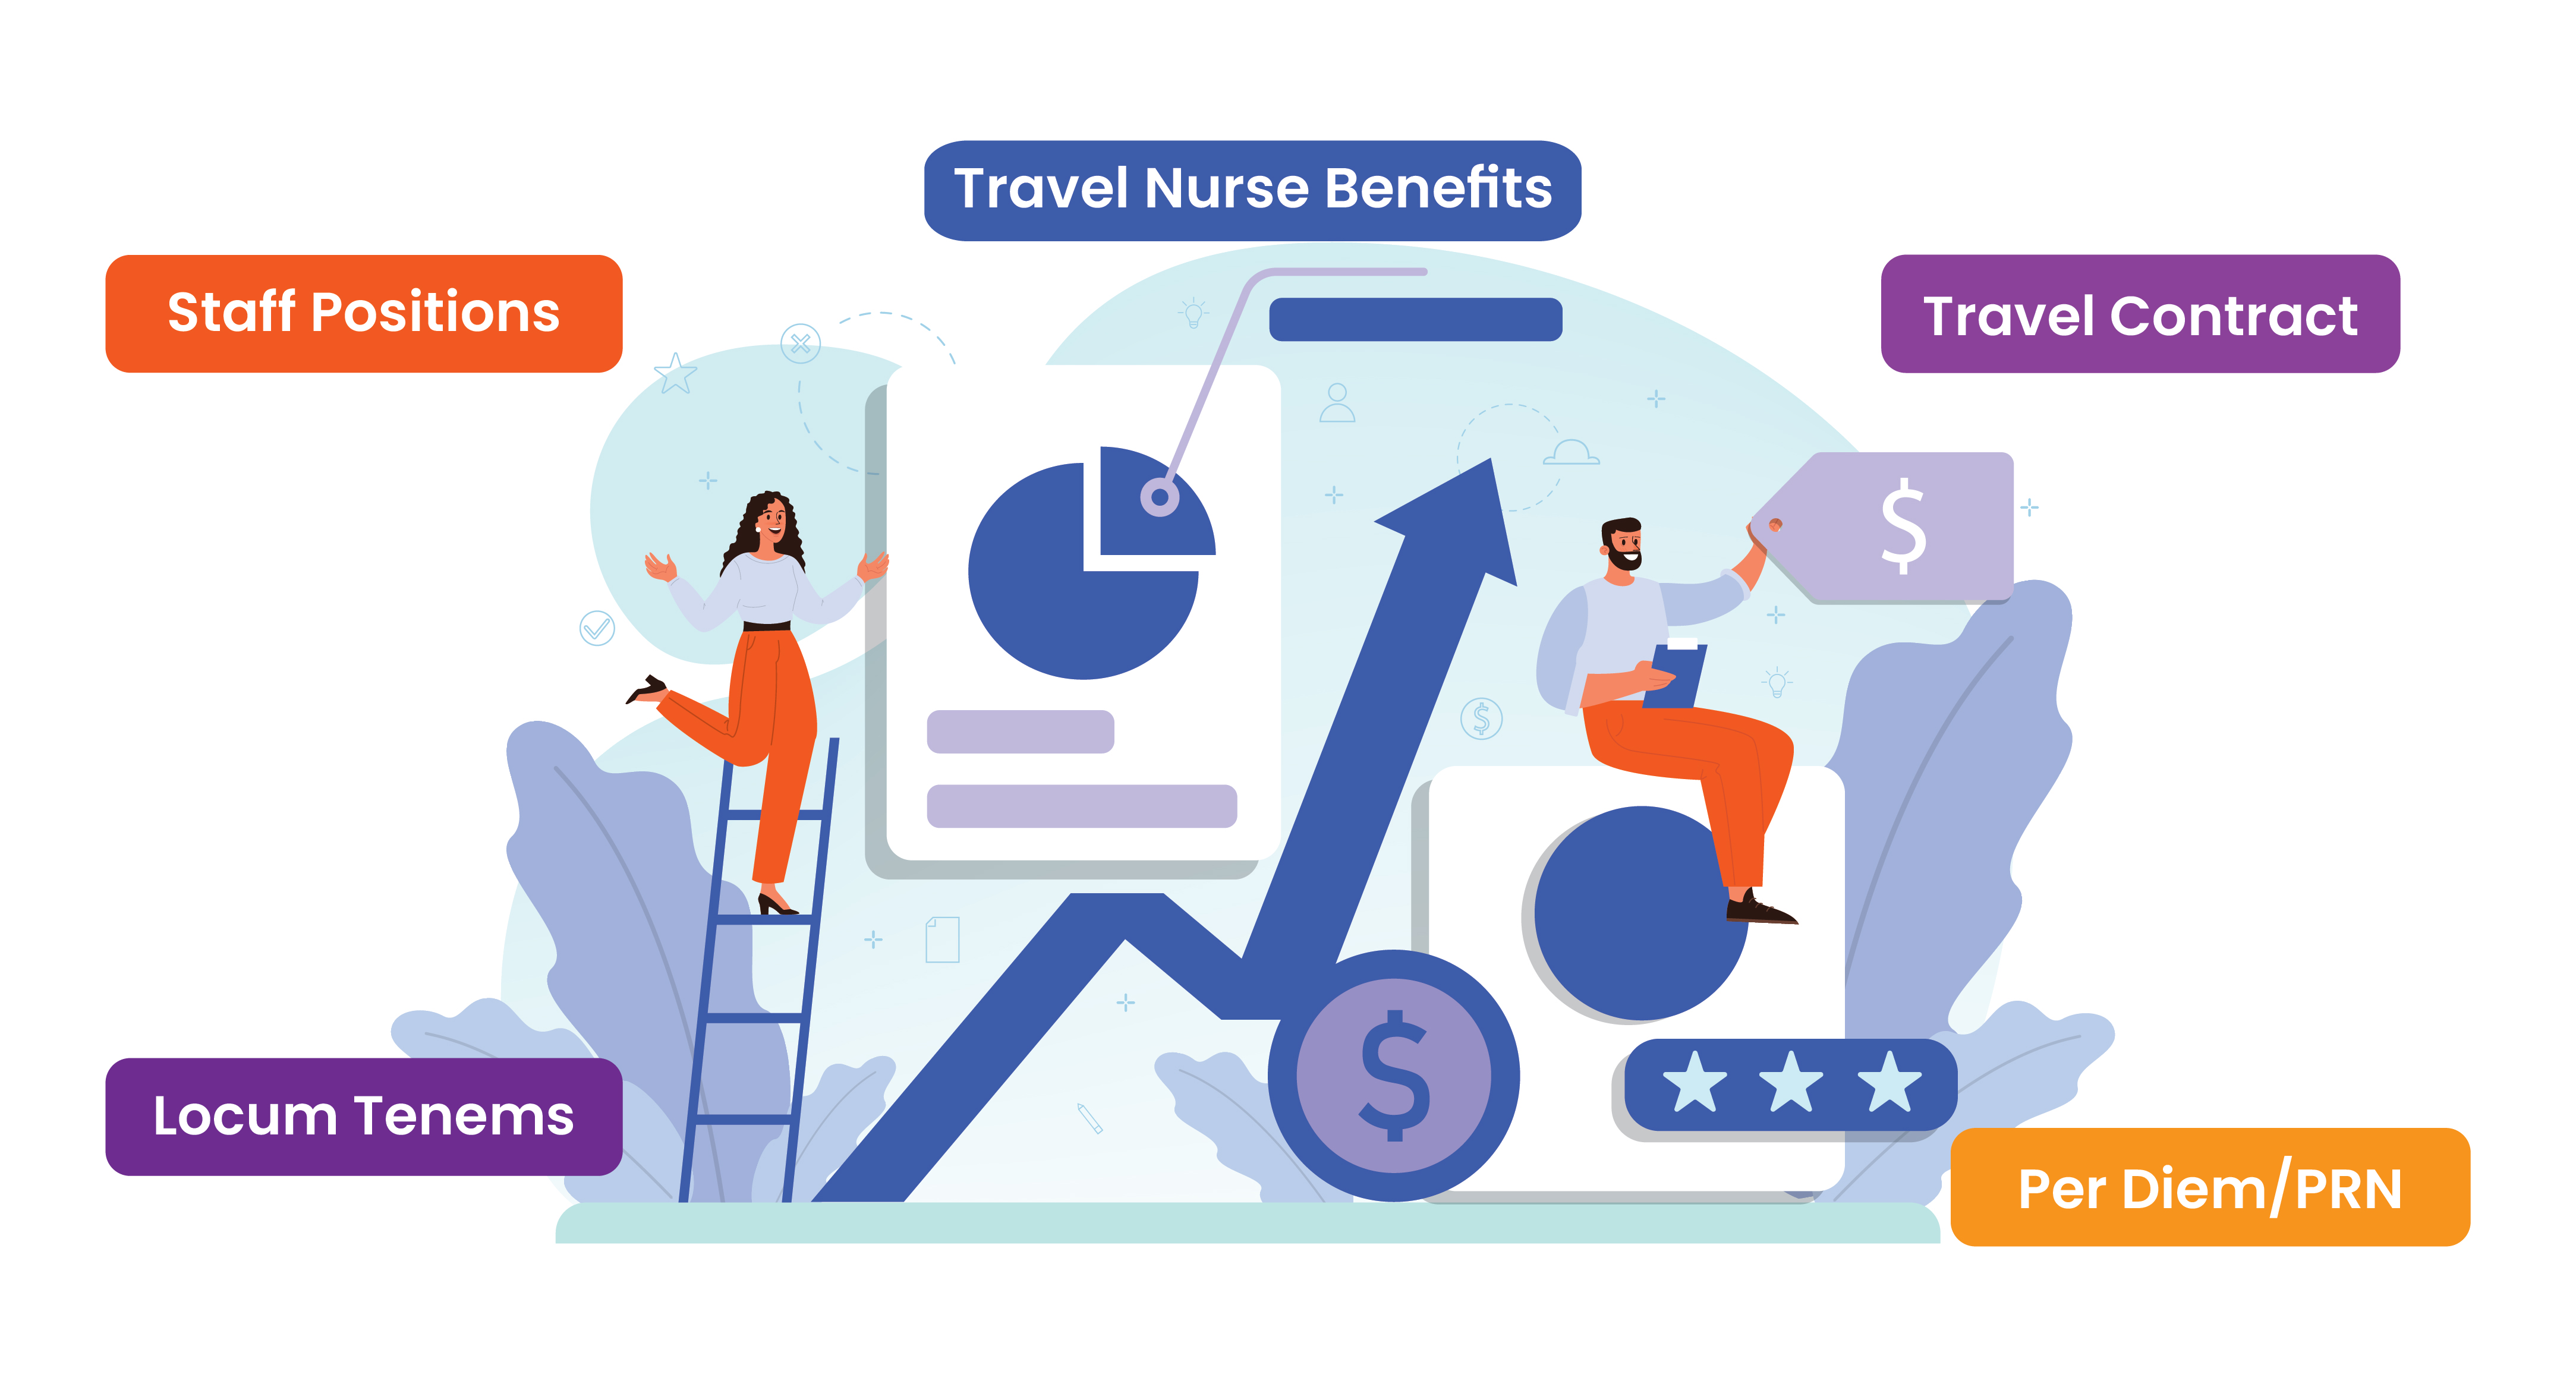 Travel Nurse Benefits
Staff Positions
Travel Contract
$
$
Locum Tenems
Per Diem/PRN